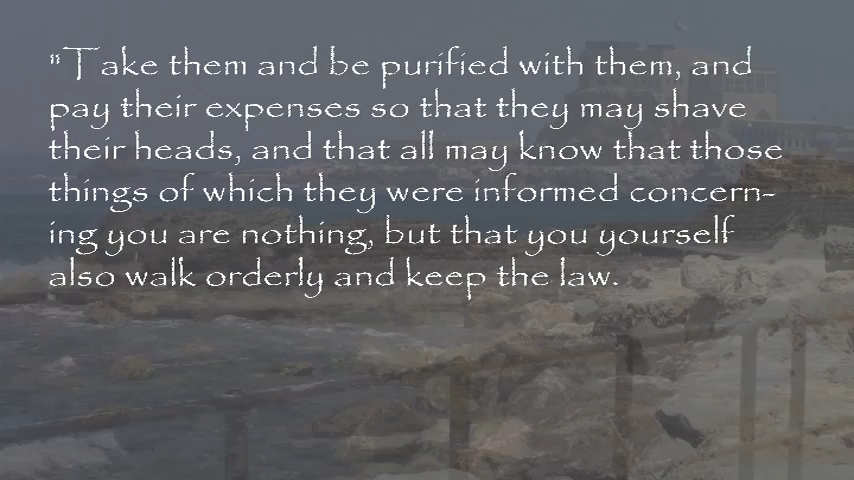 "Take them and be purified with them, and
pay their expenses so that they may shave
their heads, and that all may know that those
things of which they were informed concern-
ing you are nothing, but that you yourself
also walk orderly and keep the law.